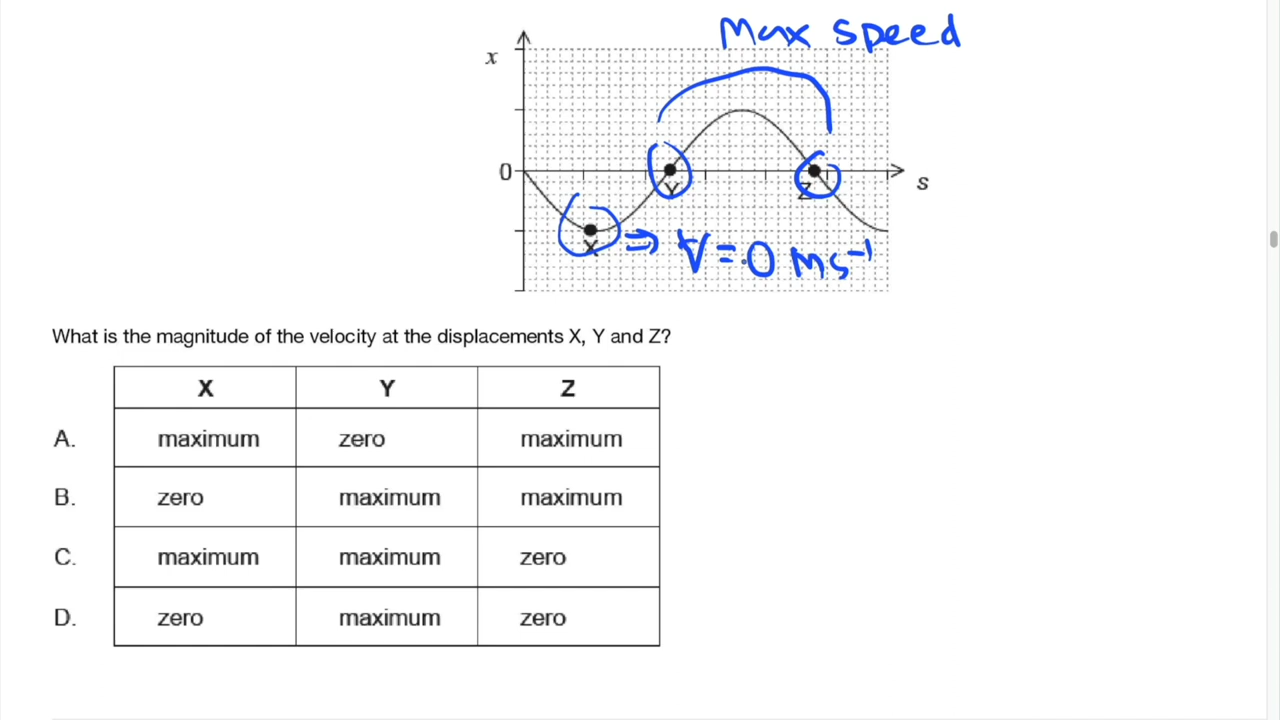 Max speed
x
0
Y
Z
s
X
⇒ V = 0 ms⁻¹
What is the magnitude of the velocity at the displacements X, Y and Z?
X Y Z
A. maximum zero maximum
B. zero maximum maximum
C. maximum maximum zero
D. zero maximum zero